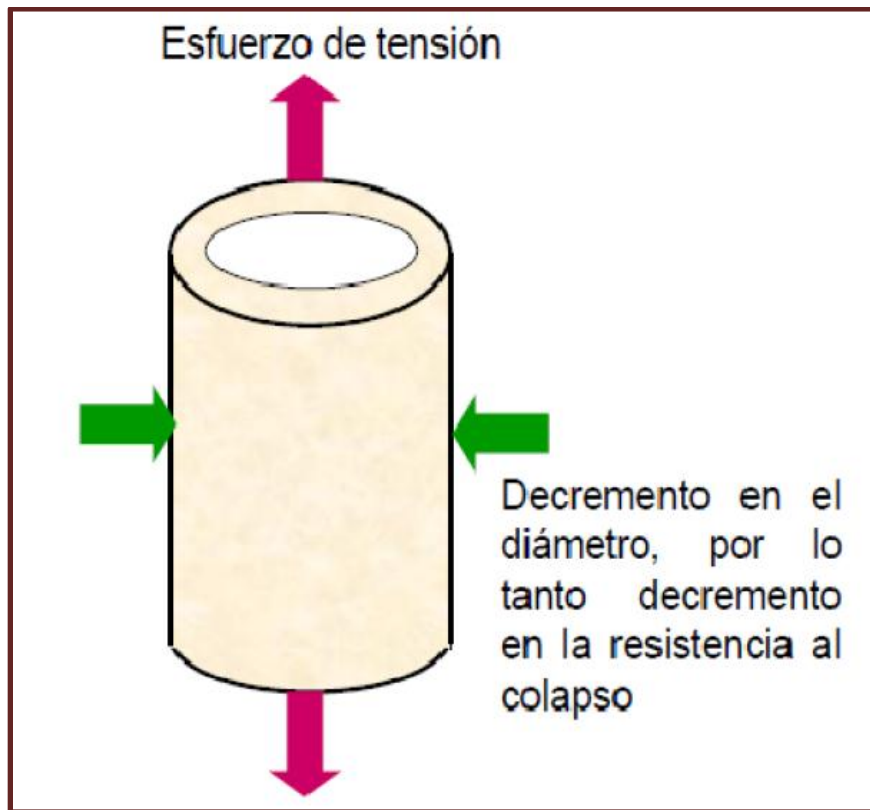 Esfuerzo de tensión
Decremento en el
diámetro, por lo
tanto decremento
en la resistencia al
colapso